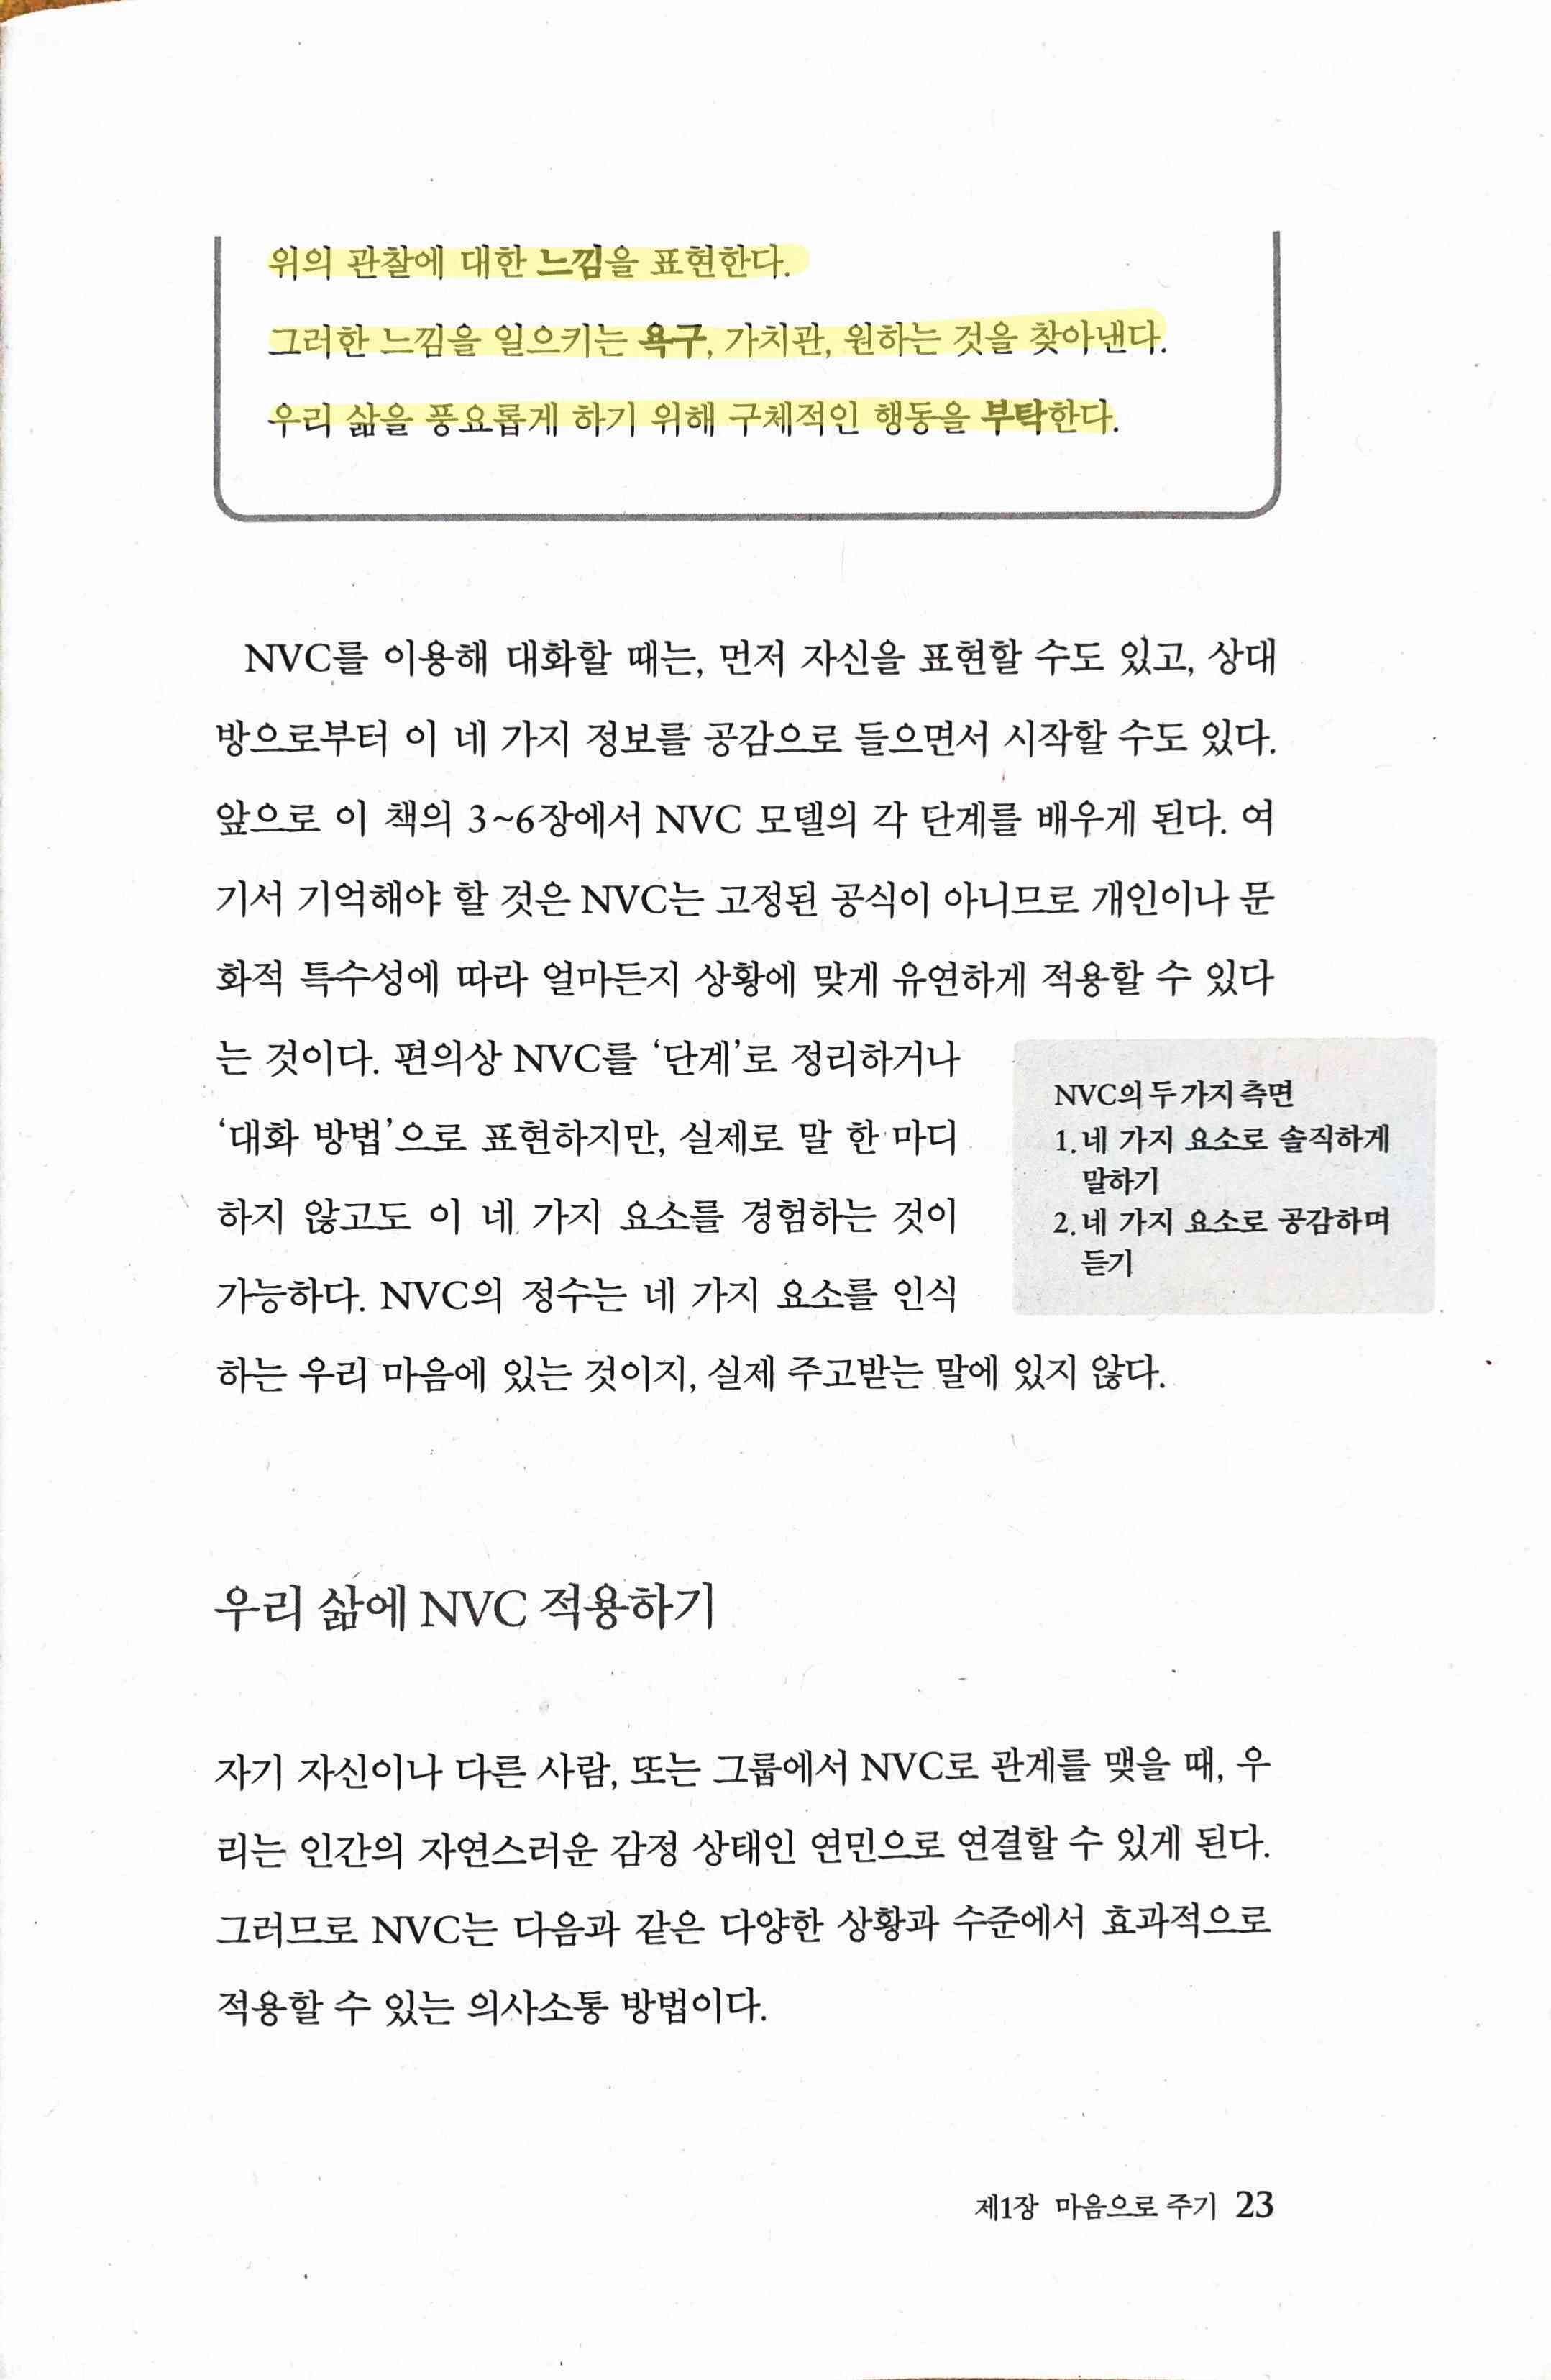 위의 관찰에 대한 느낌을 표현한다.
그러한 느낌을 일으키는 욕구, 가치관, 원하는 것을 찾아낸다.
우리 삶을 풍요롭게 하기 위해 구체적인 행동을 부탁한다.
NVC를 이용해 대화할 때는, 먼저 자신을 표현할 수도 있고, 상대
방으로부터 이 네 가지 정보를 공감으로 들으면서 시작할 수도 있다.
앞으로 이 책의 3~6장에서 NVC 모델의 각 단계를 배우게 된다. 여
기서 기억해야 할 것은 NVC는 고정된 공식이 아니므로 개인이나 문
화적 특수성에 따라 얼마든지 상황에 맞게 유연하게 적용할 수 있다
는 것이다. 편의상 NVC를 ‘단계’로 정리하거나
‘대화 방법’으로 표현하지만, 실제로 말 한 마디
하지 않고도 이 네 가지 요소를 경험하는 것이
가능하다. NVC의 정수는 네 가지 요소를 인식
하는 우리 마음에 있는 것이지, 실제 주고받는 말에 있지 않다.
NVC의 두 가지 측면
1. 네 가지 요소로 솔직하게
말하기
2. 네 가지 요소로 공감하며
듣기
우리 삶에 NVC 적용하기
자기 자신이나 다른 사람, 또는 그룹에서 NVC로 관계를 맺을 때, 우
리는 인간의 자연스러운 감정 상태인 연민으로 연결할 수 있게 된다.
그러므로 NVC는 다음과 같은 다양한 상황과 수준에서 효과적으로
적용할 수 있는 의사소통 방법이다.
제1장 마음으로 주기 23